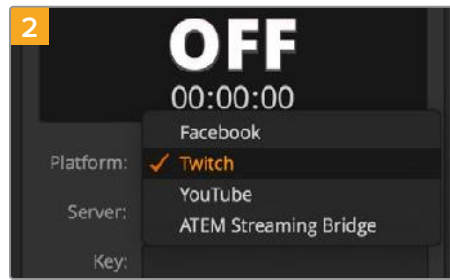 2
OFF
00:00:00
Facebook
Platform: ✓ Twitch
YouTube
Server:
ATEM Streaming Bridge
Key: